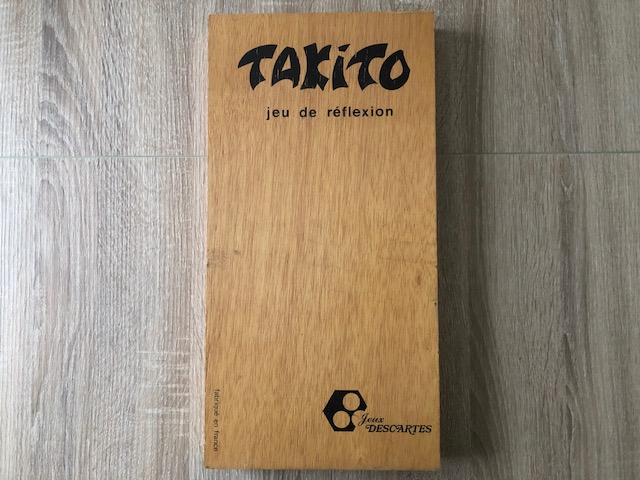 TAKiTO
jeu de réflexion
fabriqué en france
Jeux
DESCARTES